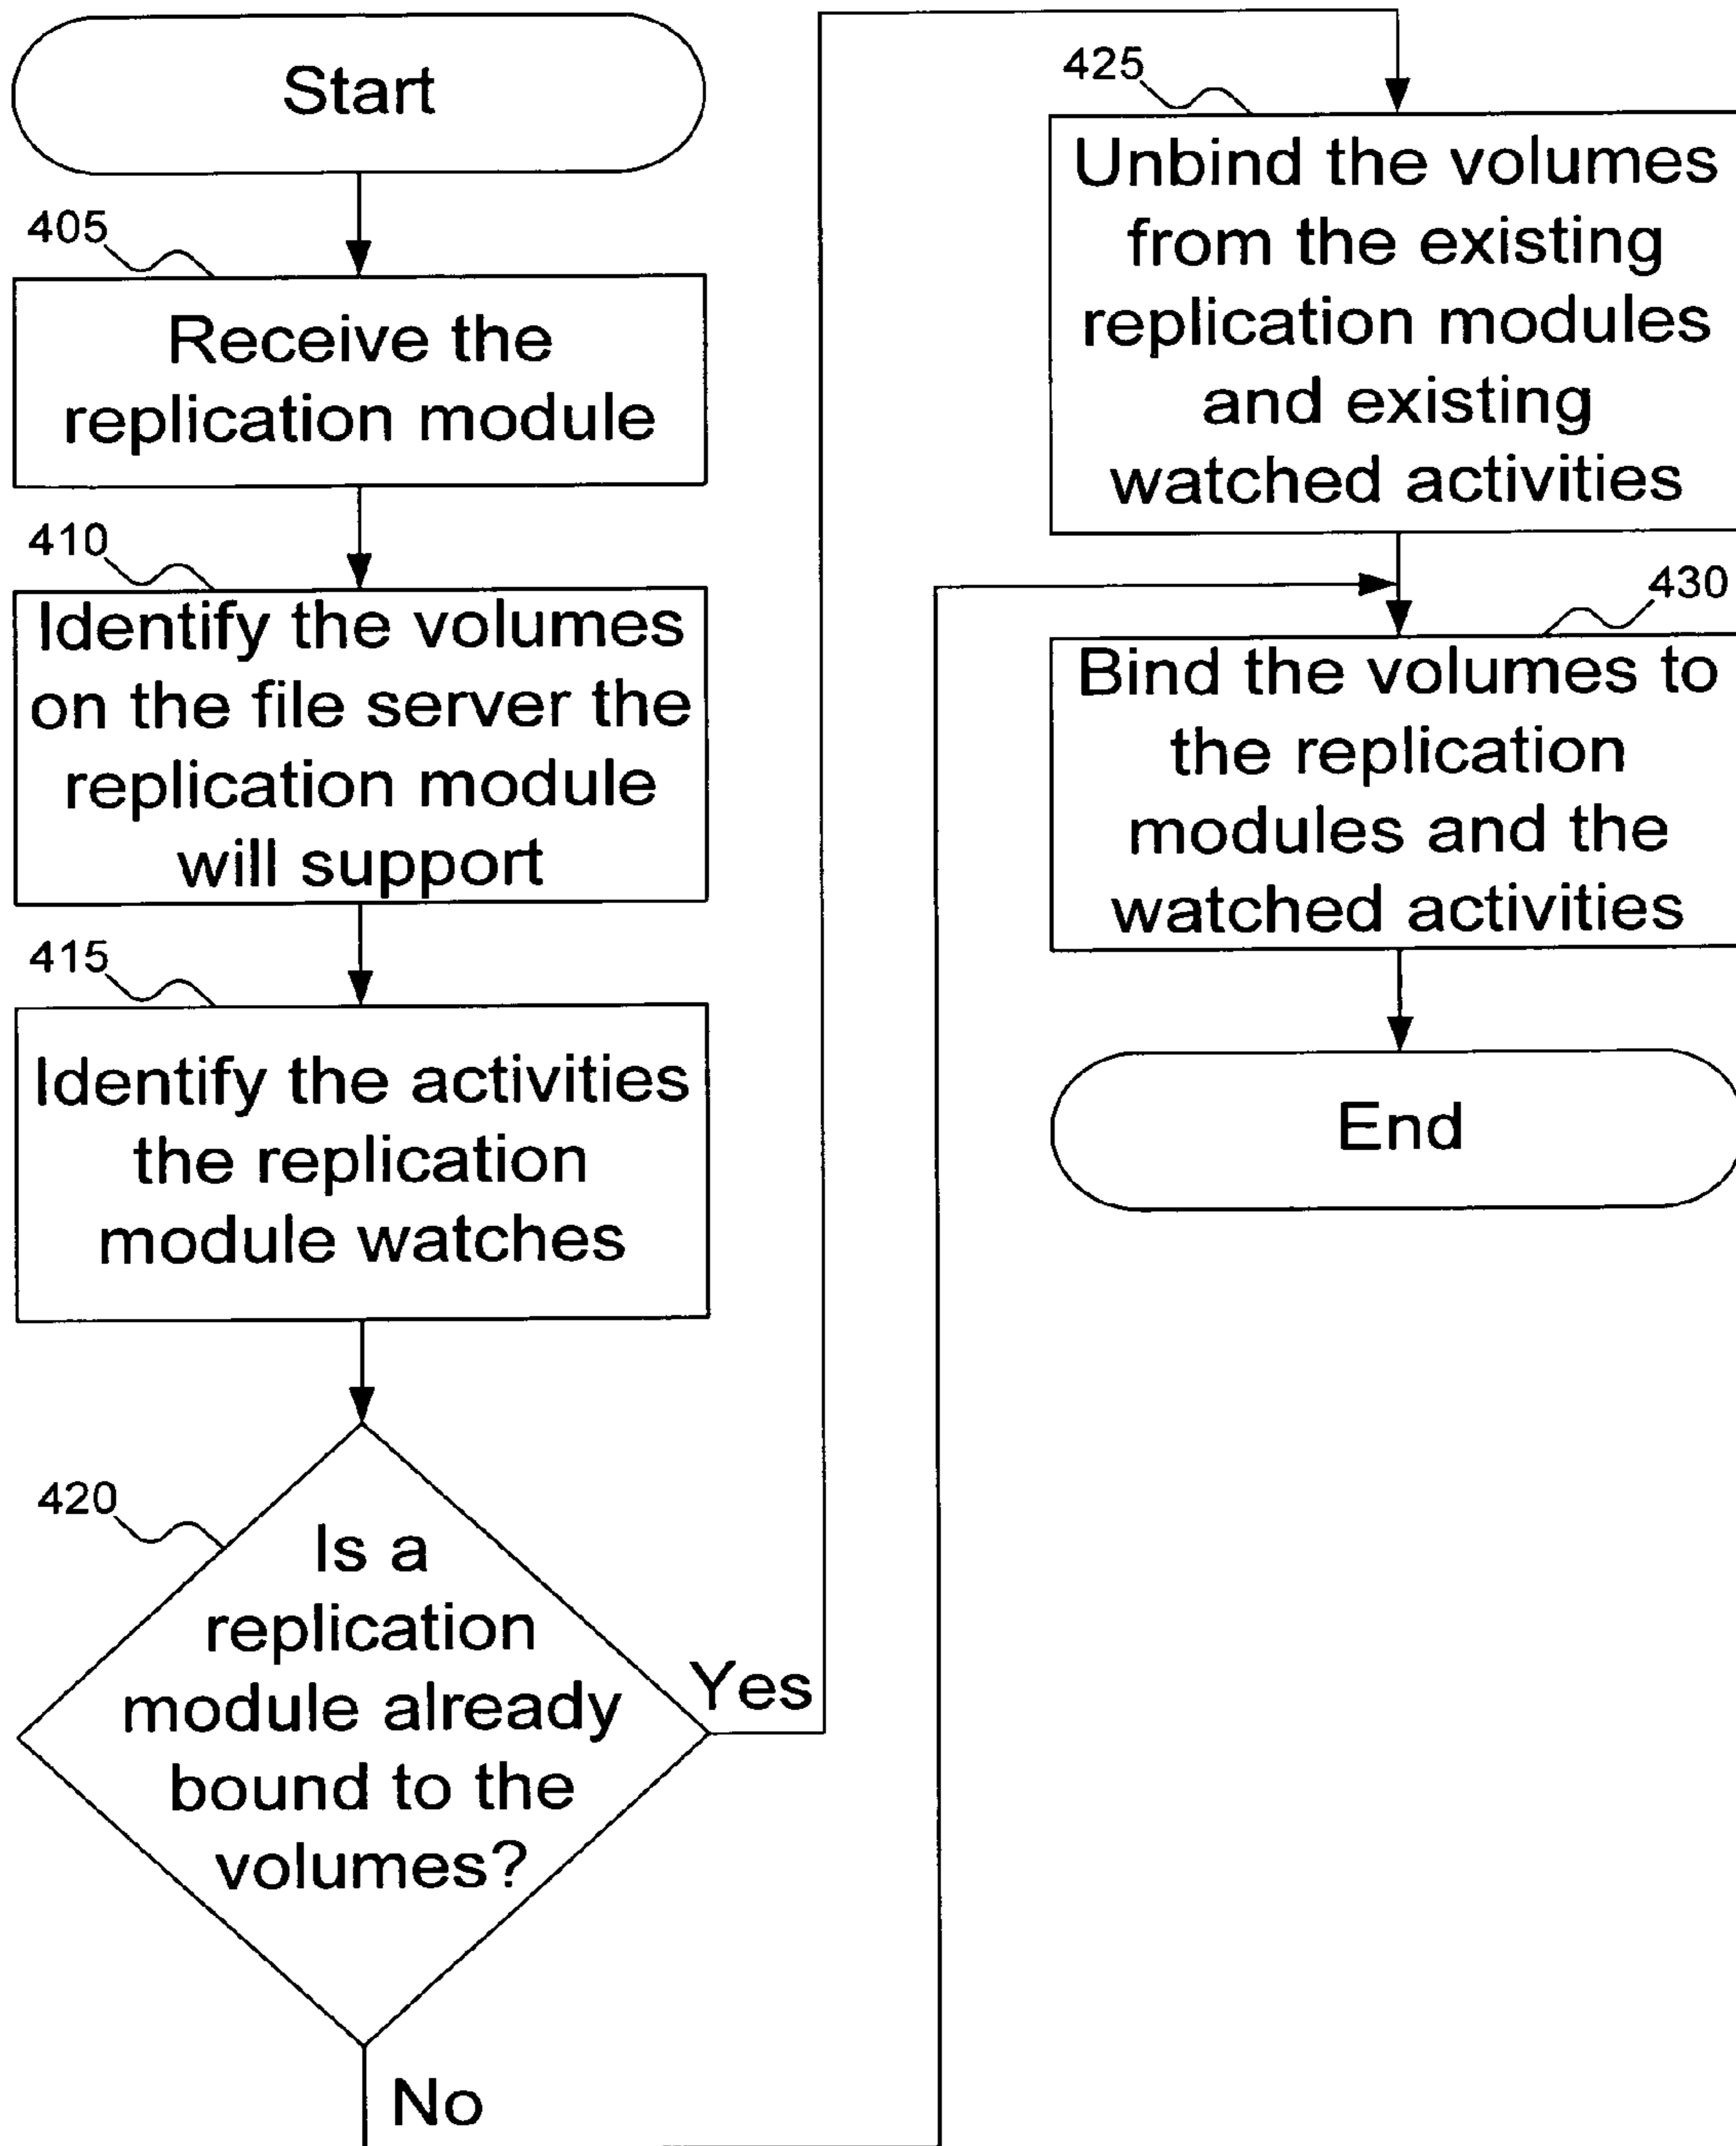 Start
405
Receive the
replication module
410
Identify the volumes
on the file server the
replication module
will support
415
Identify the activities
the replication
module watches
420
Is a
replication
module already
bound to the
volumes?
Yes
No
425
Unbind the volumes
from the existing
replication modules
and existing
watched activities
430
Bind the volumes to
the replication
modules and the
watched activities
End